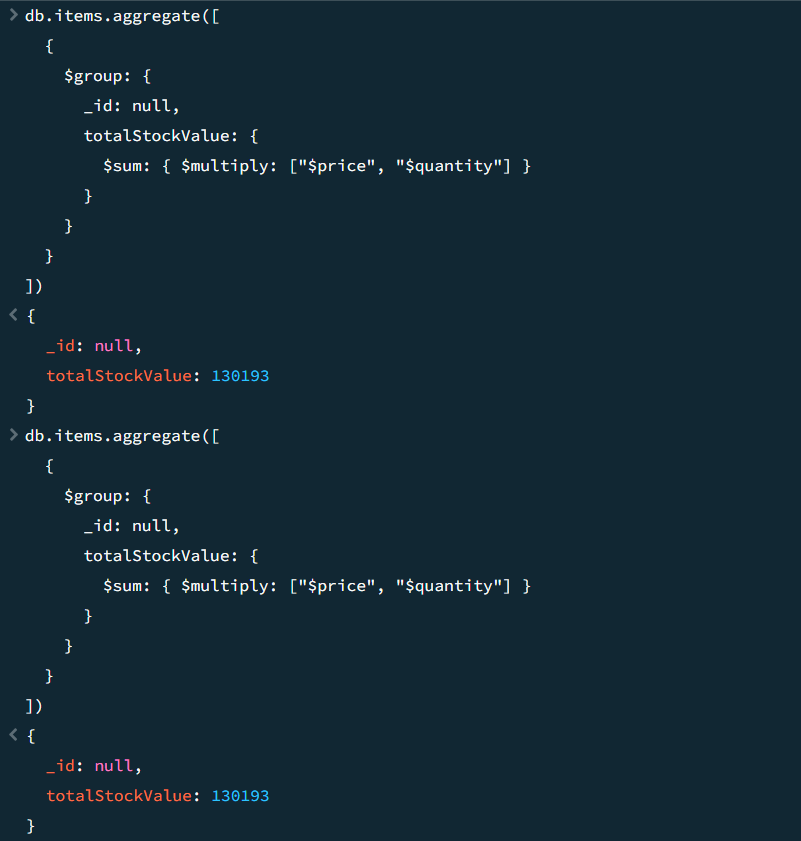 > db.items.aggregate([
{
$group: {
_id: null,
totalStockValue: {
$sum: { $multiply: ["$price", "$quantity"] }
}
}
}
])
< {
_id: null,
totalStockValue: 130193
}
> db.items.aggregate([
{
$group: {
_id: null,
totalStockValue: {
$sum: { $multiply: ["$price", "$quantity"] }
}
}
}
])
< {
_id: null,
totalStockValue: 130193
}